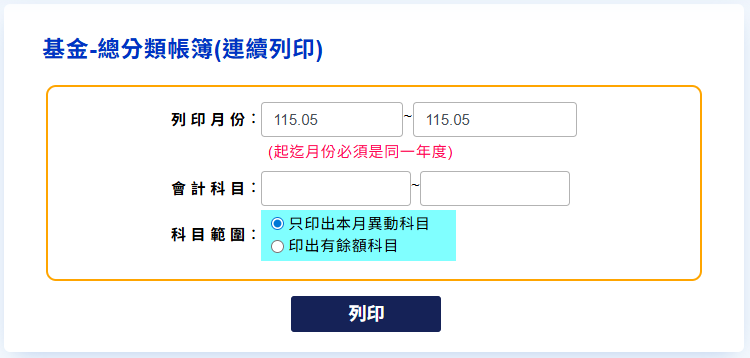 基金-總分類帳簿(連續列印)
列印月份： 115.05 ~ 115.05
(起迄月份必須是同一年度)
會計科目： ~
科目範圍： 只印出本月異動科目
印出有餘額科目
列印